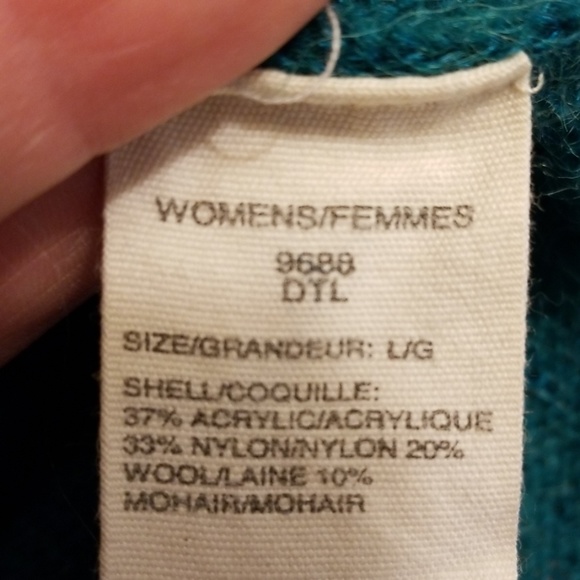 WOMENS/FEMMES
9688
DTL
SIZE/GRANDEUR: L/G
SHELL/COQUILLE:
37% ACRYLIC/ACRYLIQUE
33% NYLON/NYLON 20%
WOOL/LAINE 10%
MOHAIR/MOHAIR